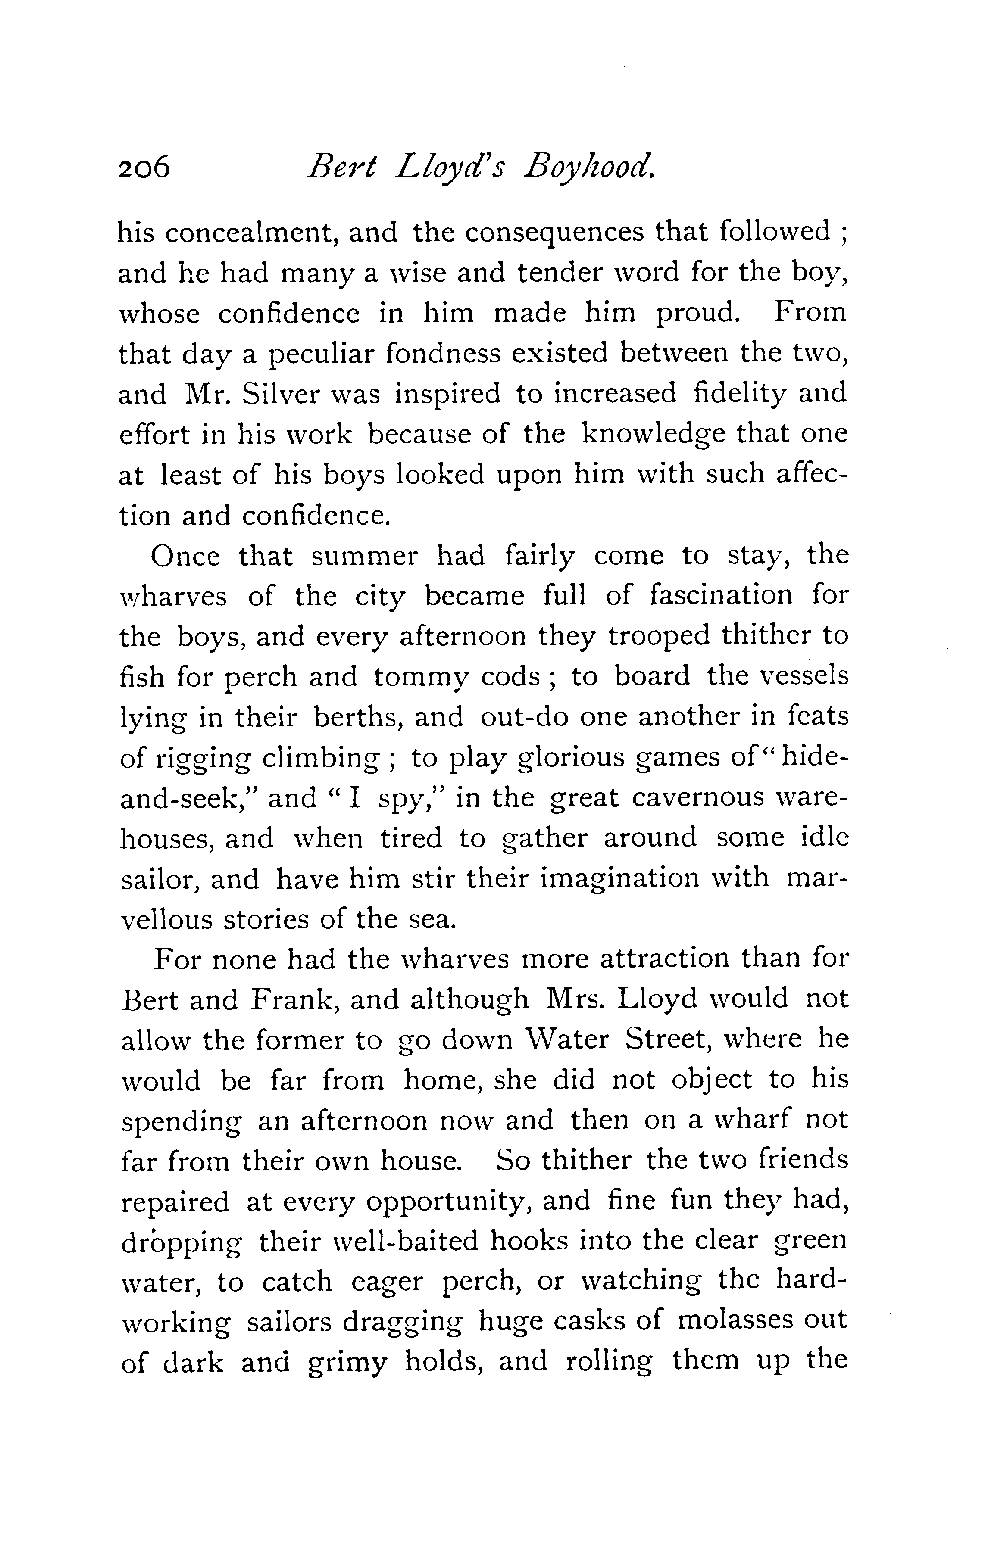 206 Bert Lloyd's Boyhood.
his concealment, and the consequences that followed ;
and he had many a wise and tender word for the boy,
whose confidence in him made him proud. From
that day a peculiar fondness existed between the two,
and Mr. Silver was inspired to increased fidelity and
effort in his work because of the knowledge that one
at least of his boys looked upon him with such affec-
tion and confidence.
Once that summer had fairly come to stay, the
wharves of the city became full of fascination for
the boys, and every afternoon they trooped thither to
fish for perch and tommy cods ; to board the vessels
lying in their berths, and out-do one another in feats
of rigging climbing ; to play glorious games of “ hide-
and-seek,” and “ I spy,” in the great cavernous ware-
houses, and when tired to gather around some idle
sailor, and have him stir their imagination with mar-
vellous stories of the sea.
For none had the wharves more attraction than for
Bert and Frank, and although Mrs. Lloyd would not
allow the former to go down Water Street, where he
would be far from home, she did not object to his
spending an afternoon now and then on a wharf not
far from their own house. So thither the two friends
repaired at every opportunity, and fine fun they had,
dropping their well-baited hooks into the clear green
water, to catch eager perch, or watching the hard-
working sailors dragging huge casks of molasses out
of dark and grimy holds, and rolling them up the